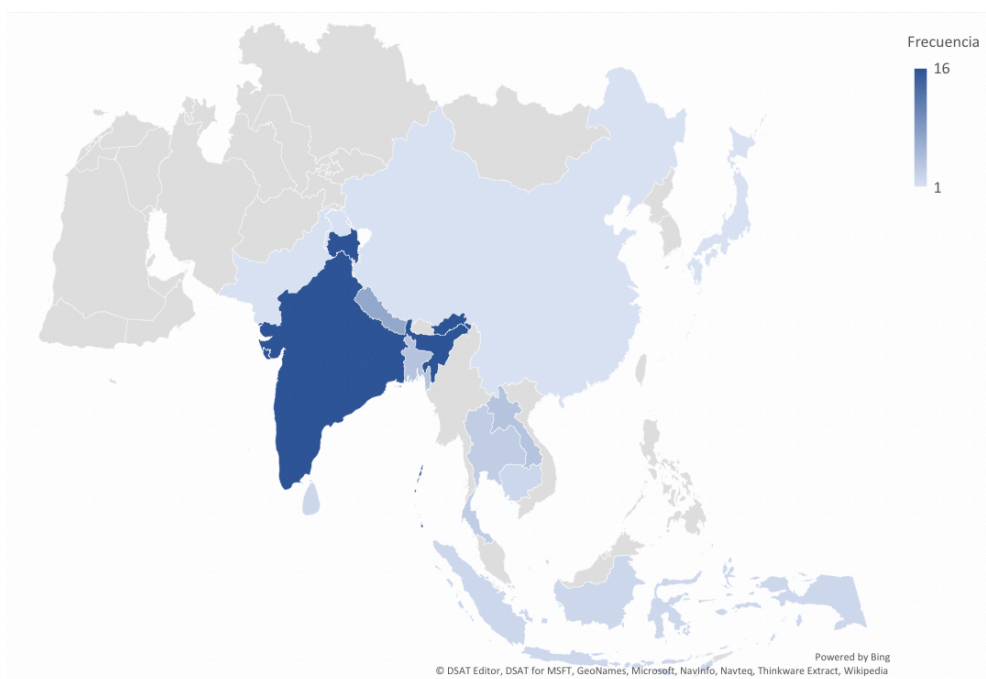 Frecuencia
16
1
Powered by Bing
© DSAT Editor, DSAT for MSFT, GeoNames, Microsoft, NavInfo, Navteq, Thinkware Extract, Wikipedia